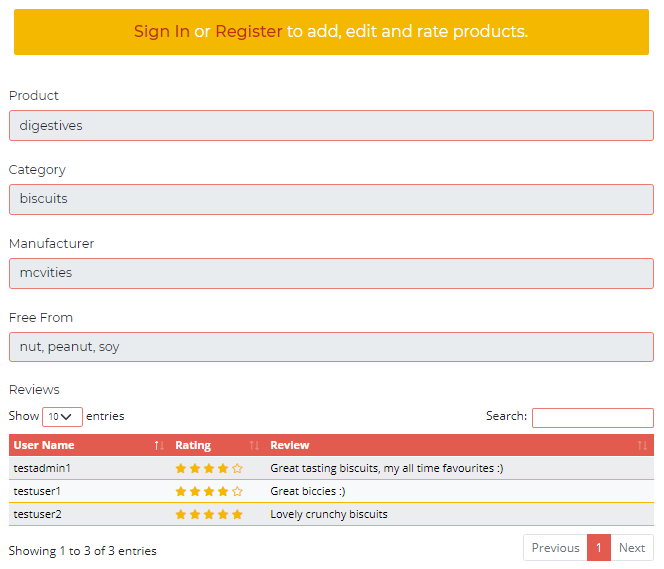 Sign In or Register to add, edit and rate products.
Product
digestives
Category
biscuits
Manufacturer
mcvities
Free From
nut, peanut, soy
Reviews
Show 10 entries Search:
User Name Rating Review
testadmin1 Great tasting biscuits, my all time favourites :)
testuser1 Great biccies :)
testuser2 Lovely crunchy biscuits
Showing 1 to 3 of 3 entries Previous 1 Next